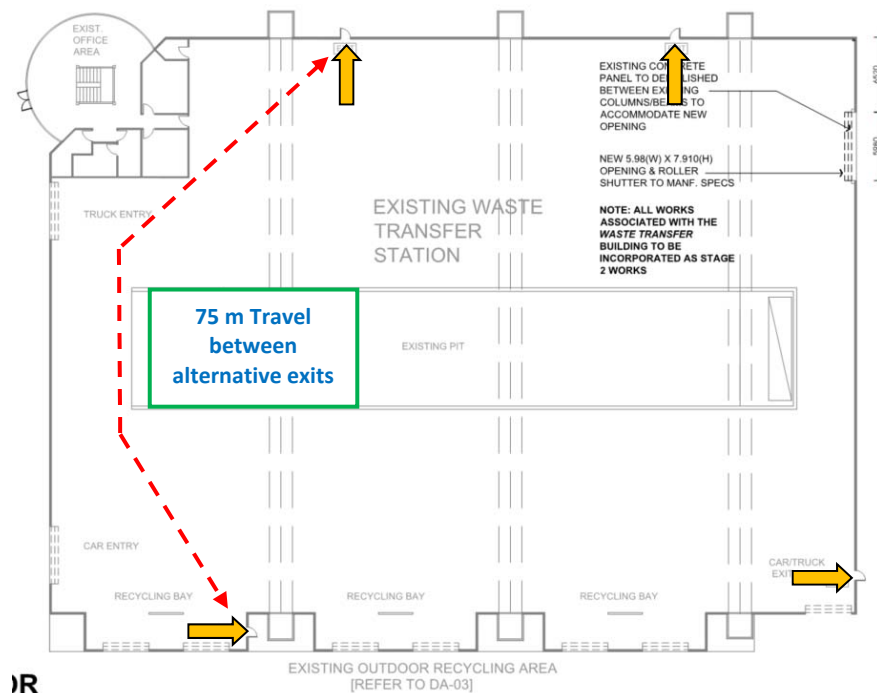 EXIST.
OFFICE
AREA
EXISTING CONCRETE
PANEL TO DEMOLISHED
BETWEEN EXISTING
COLUMNS/BEAMS TO
ACCOMMODATE NEW
OPENING
6520
5980
NEW 5.98(W) X 7.910(H)
OPENING & ROLLER
SHUTTER TO MANF. SPECS
TRUCK ENTRY
EXISTING WASTE
TRANSFER
STATION
NOTE: ALL WORKS
ASSOCIATED WITH THE
WASTE TRANSFER
BUILDING TO BE
INCORPORATED AS STAGE
2 WORKS
75 m Travel
between
alternative exits
EXISTING PIT
CAR ENTRY
CAR/TRUCK
RECYCLING BAY
RECYCLING BAY
RECYCLING BAY
EXISTING OUTDOOR RECYCLING AREA
[REFER TO DA-03]
OR